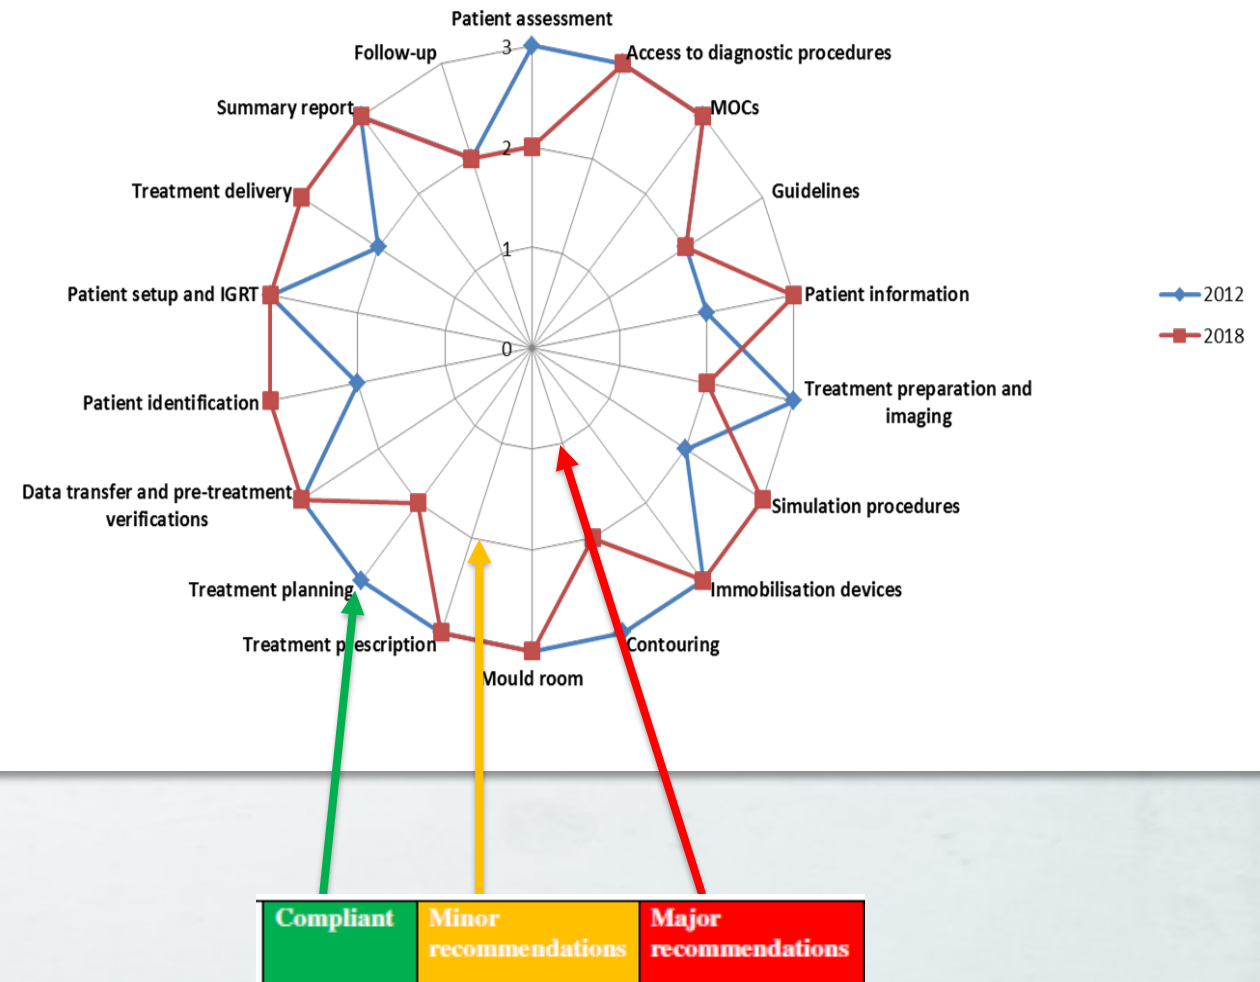 Patient assessment
3
Follow-up
Access to diagnostic procedures
Summary report
MOCs
2
Treatment delivery
Guidelines
1
Patient setup and IGRT
Patient information
2012
2018
0
Patient identification
Treatment preparation and
imaging
Data transfer and pre-treatment
verifications
Simulation procedures
Treatment planning
Immobilisation devices
Treatment prescription
Contouring
Mould room
Compliant
Minor
recommendations
Major
recommendations